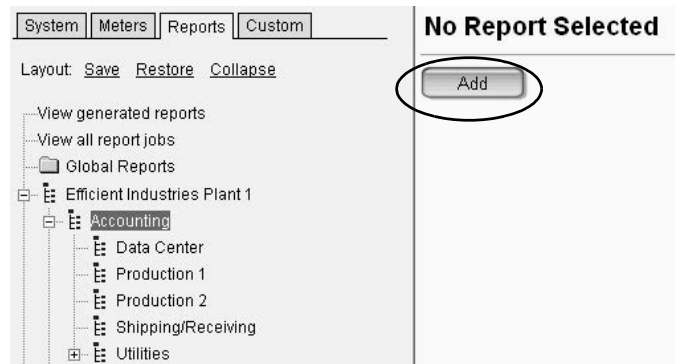 System Meters Reports Custom
No Report Selected
Layout: Save Restore Collapse
Add
View generated reports
View all report jobs
Global Reports
Efficient Industries Plant 1
Accounting
Data Center
Production 1
Production 2
Shipping/Receiving
Utilities